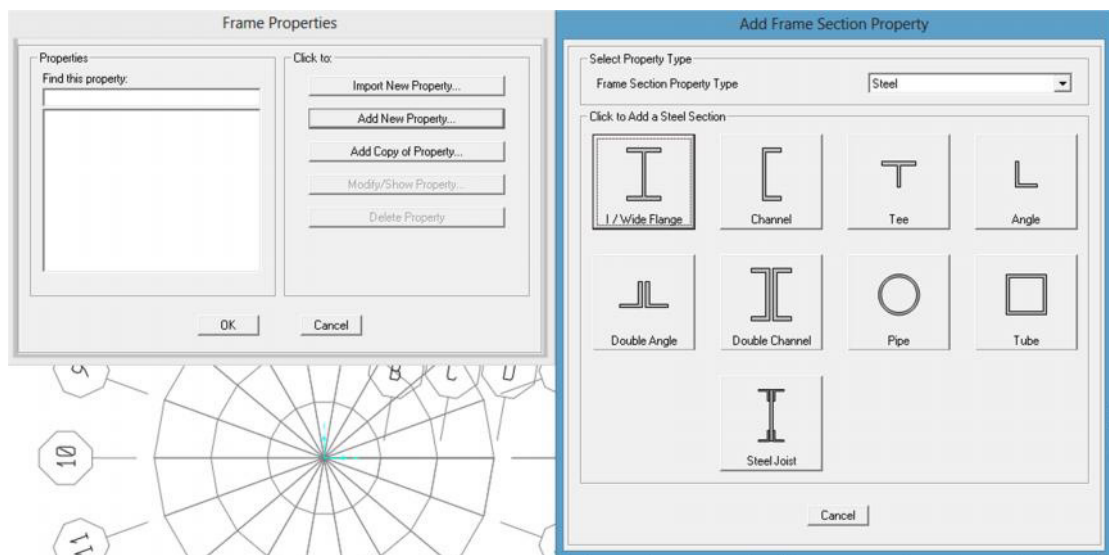 Frame Properties
Properties
Find this property:
Click to:
Import New Property...
Add New Property...
Add Copy of Property...
Modify/Show Property...
Delete Property
OK
Cancel
9
B
C
D
10
11
Add Frame Section Property
Select Property Type
Frame Section Property Type
Steel
Click to Add a Steel Section
I / Wide Flange
Channel
Tee
Angle
Double Angle
Double Channel
Pipe
Tube
Steel Joist
Cancel